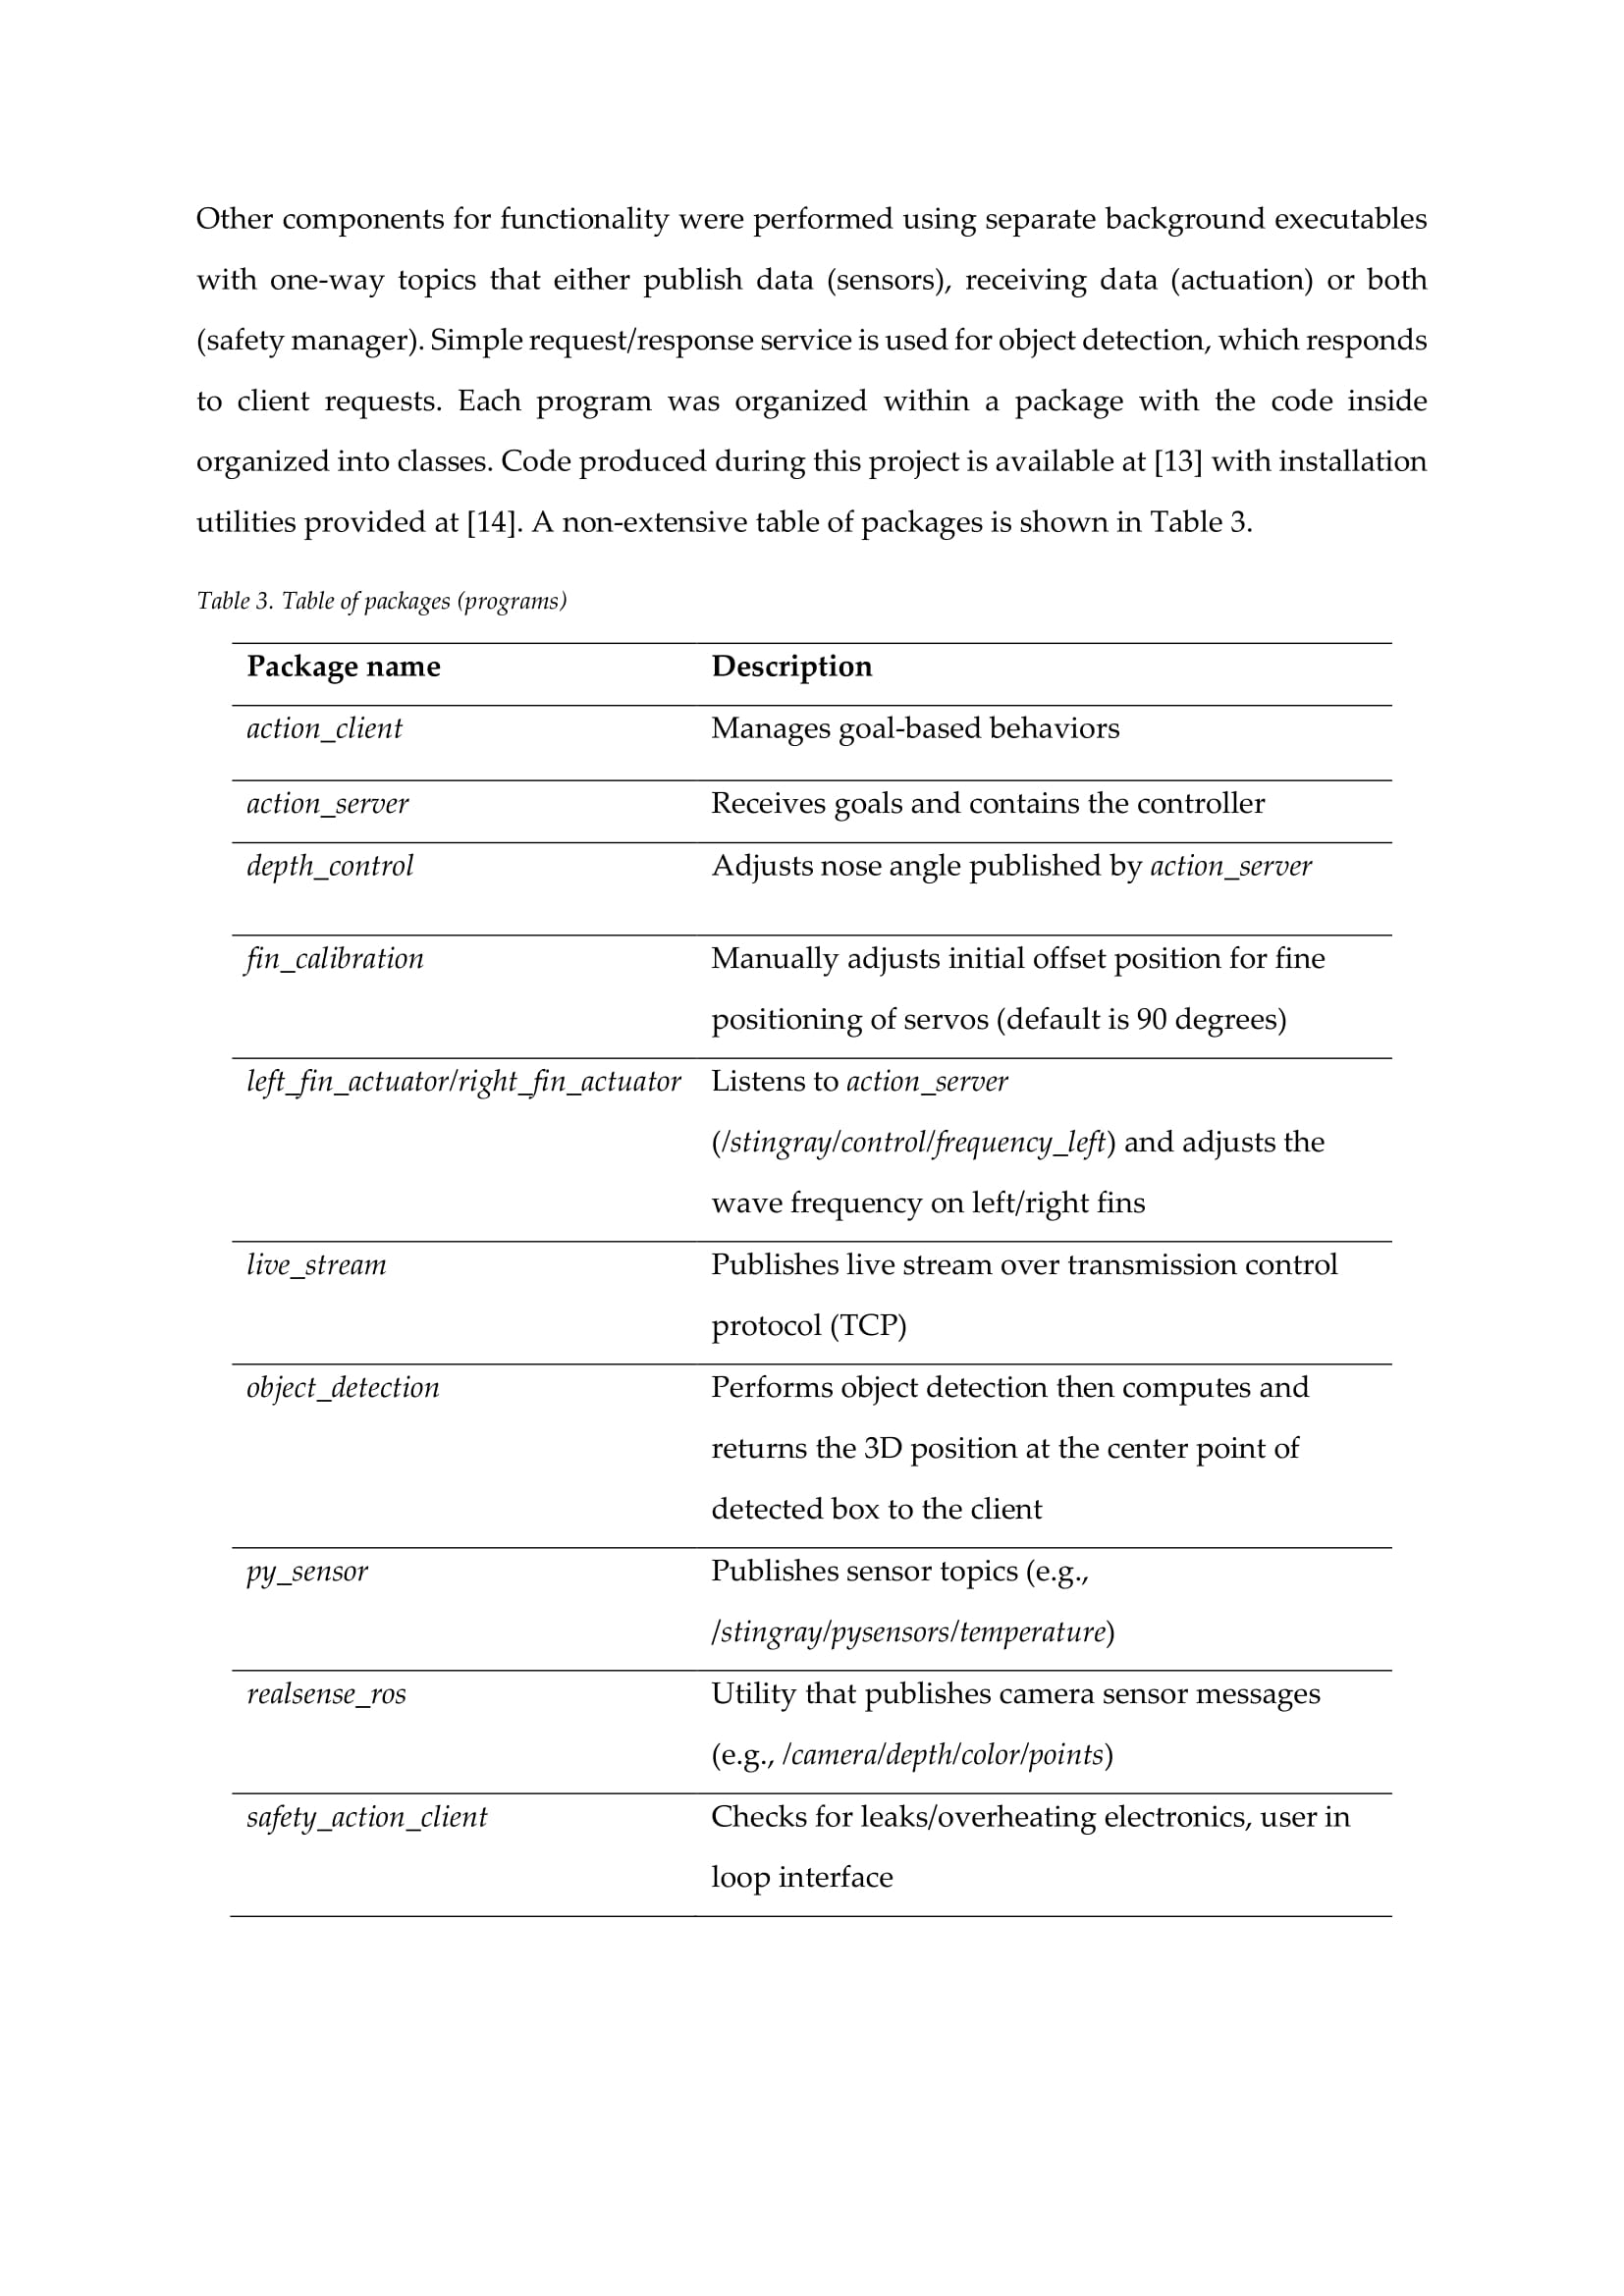 Other components for functionality were performed using separate background executables
with one-way topics that either publish data (sensors), receiving data (actuation) or both
(safety manager). Simple request/response service is used for object detection, which responds
to client requests. Each program was organized within a package with the code inside
organized into classes. Code produced during this project is available at [13] with installation
utilities provided at [14]. A non-extensive table of packages is shown in Table 3.
Table 3. Table of packages (programs)
Package name Description
action_client Manages goal-based behaviors
action_server Receives goals and contains the controller
depth_control Adjusts nose angle published by action_server
fin_calibration Manually adjusts initial offset position for fine
positioning of servos (default is 90 degrees)
left_fin_actuator/right_fin_actuator Listens to action_server
(/stingray/control/frequency_left) and adjusts the
wave frequency on left/right fins
live_stream Publishes live stream over transmission control
protocol (TCP)
object_detection Performs object detection then computes and
returns the 3D position at the center point of
detected box to the client
py_sensor Publishes sensor topics (e.g.,
/stingray/pysensors/temperature)
realsense_ros Utility that publishes camera sensor messages
(e.g., /camera/depth/color/points)
safety_action_client Checks for leaks/overheating electronics, user in
loop interface